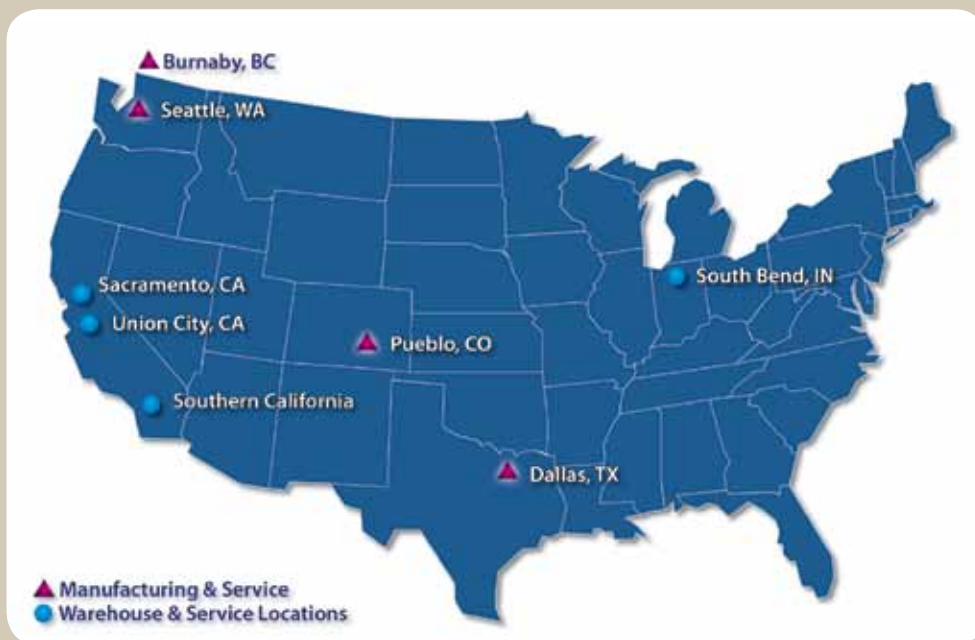 Burnaby, BC
Seattle, WA
Sacramento, CA
South Bend, IN
Union City, CA
Pueblo, CO
Southern California
Dallas, TX
Manufacturing & Service
Warehouse & Service Locations